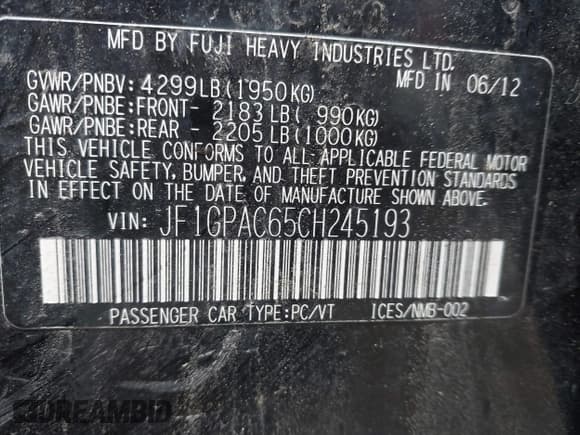 MFD BY FUJI HEAVY INDUSTRIES LTD.
GVWR/PNBV: 4299LB(1950KG) MFD IN 06/12
GAWR/PNBE:FRONT- 2183LB( 990KG)
GAWR/PNBE:REAR - 2205LB(1000KG)
THIS VEHICLE CONFORMS TO ALL APPLICABLE FEDERAL MOTOR
VEHICLE SAFETY, BUMPER, AND THEFT PREVENTION STANDARDS
IN EFFECT ON THE DATE OF MANUFACTURE SHOWN ABOVE.
VIN: JF1GPAC65CH245193
PASSENGER CAR TYPE:PC/VT ICES/NMB-002
DREAMBID